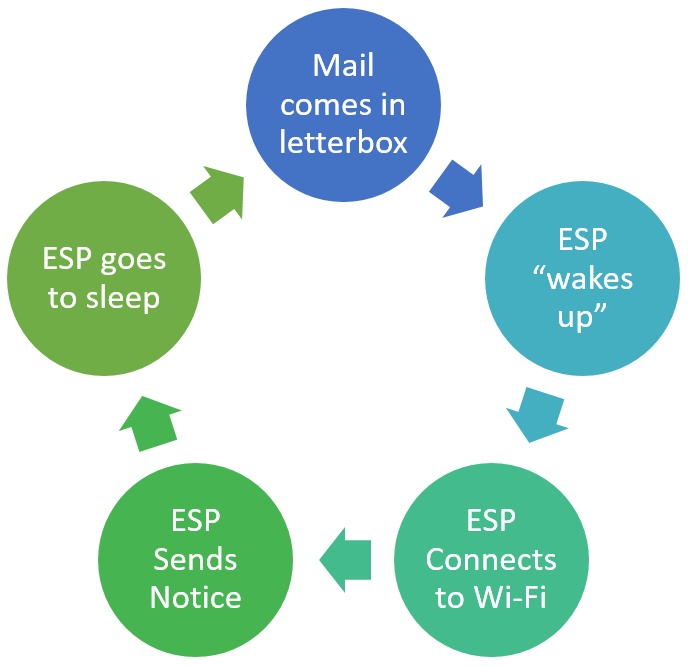 Mail
comes in
letterbox
ESP
“wakes
up”
ESP
Connects
to Wi-Fi
ESP
Sends
Notice
ESP goes
to sleep